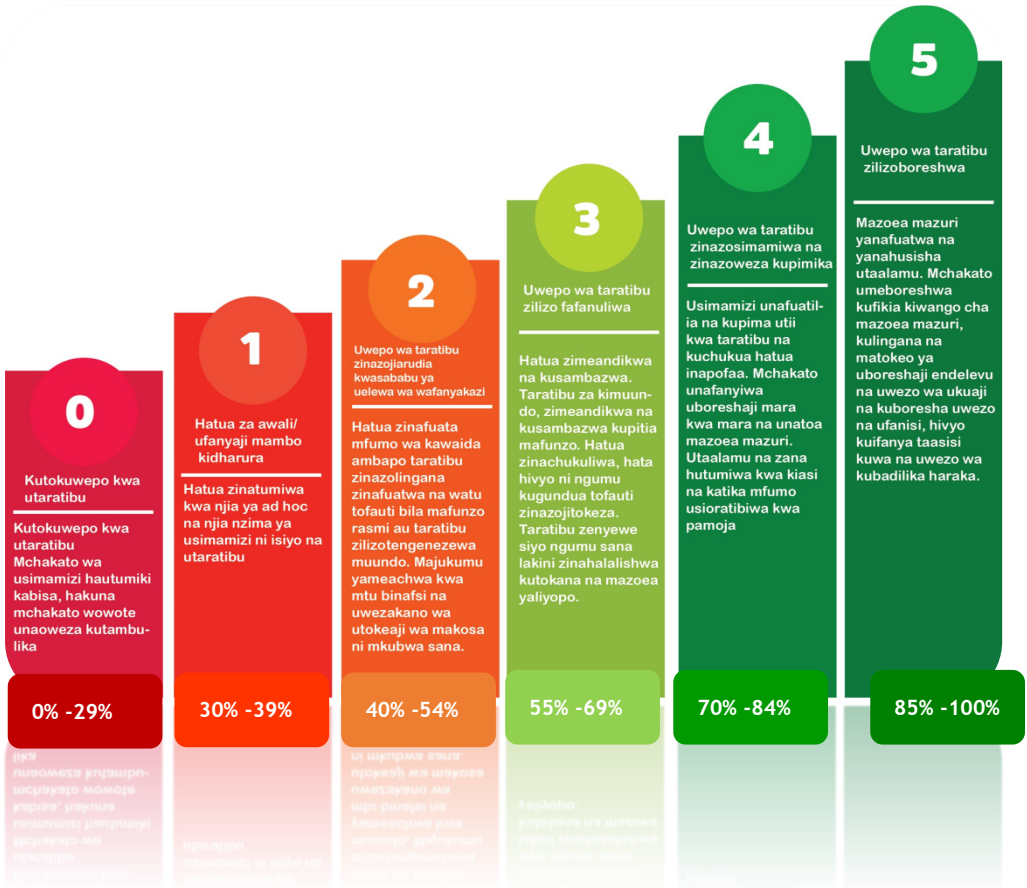 0
Kutokuwepo kwa
utaratibu
Kutokuwepo kwa
utaratibu
Mchakato wa
usimamizi hautumiki
kabisa, hakuna
mchakato wowote
unaoweza kutambu-
lika
0% -29%
1
Hatua za awali/
ufanyaji mambo
kidharura
Hatua zinatumiwa
kwa njia ya ad hoc
na njia nzima ya
usimamizi ni isiyo na
utaratibu
30% -39%
2
Uwepo wa taratibu
zinazojiarudia
kwasababu ya
uelewa wa wafanyakazi
Hatua zinafuata
mfumo wa kawaida
ambapo taratibu
zinazolingana
zinafuatwa na watu
tofauti bila mafunzo
rasmi au taratibu
zilizotengenezewa
muundo. Majukumu
yameachwa kwa
mtu binafsi na
uwezakano wa
utokeaji wa makosa
ni mkubwa sana.
40% -54%
3
Uwepo wa taratibu
zilizo fafanuliwa
Hatua zimeandikwa
na kusambazwa.
Taratibu za kimuun-
do, zimeandikwa na
kusambazwa kupitia
mafunzo. Hatua
zinachukuliwa, hata
hivyo ni ngumu
kugundua tofauti
zinazojitokeza.
Taratibu zenyewe
siyo ngumu sana
lakini zinahalalishwa
kutokana na mazoea
yaliyopo.
55% -69%
4
Uwepo wa taratibu
zinazosimamiwa na
zinazoweza kupimika
Usimamizi unafuatil-
ia na kupima utii
kwa taratibu na
kuchukua hatua
inapofaa. Mchakato
unafanyiwa
uboreshaji mara
kwa mara na unatoa
mazoea mazuri.
Utaalamu na zana
hutumiwa kwa kiasi
na katika mfumo
usioratibiwa kwa
pamoja
70% -84%
5
Uwepo wa taratibu
zilizoboreshwa
Mazoea mazuri
yanafuatwa na
yanahusisha
utaalamu. Mchakato
umeboreshwa
kufikia kiwango cha
mazoea mazuri,
kulingana na
matokeo ya
uboreshaji endelevu
na uwezo wa ukuaji
na kuboresha uwezo
na ufanisi, hivyo
kuifanya taasisi
kuwa na uwezo wa
kubadilika haraka.
85% -100%